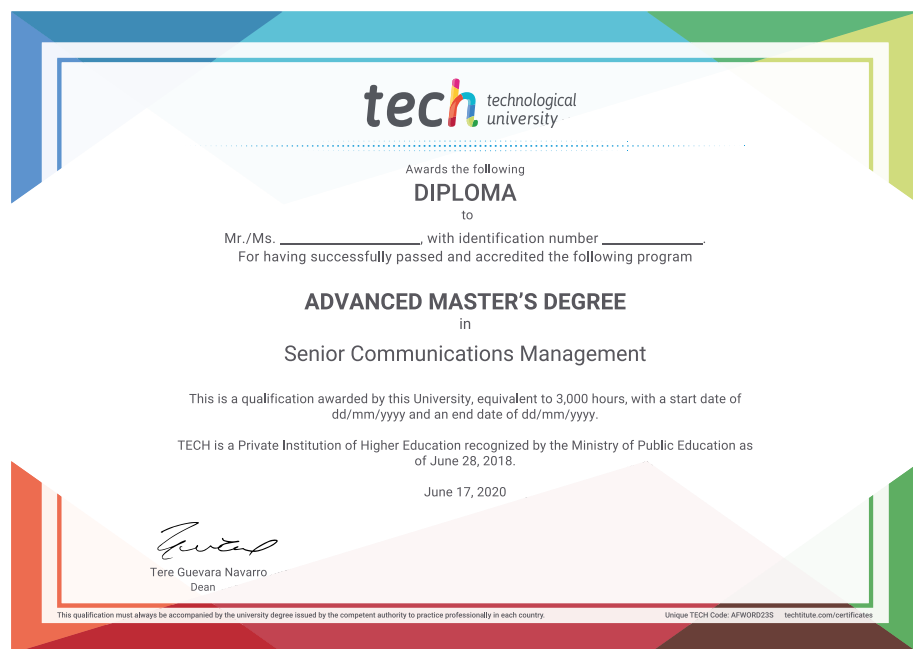 tech technological
university
Awards the following
DIPLOMA
to
Mr./Ms. ____________________, with identification number ______________.
For having successfully passed and accredited the following program
ADVANCED MASTER'S DEGREE
in
Senior Communications Management
This is a qualification awarded by this University, equivalent to 3,000 hours, with a start date of
dd/mm/yyyy and an end date of dd/mm/yyyy.
TECH is a Private Institution of Higher Education recognized by the Ministry of Public Education as
of June 28, 2018.
June 17, 2020
Tere Guevara Navarro
Dean
This qualification must always be accompanied by the university degree issued by the competent authority to practice professionally in each country.
Unique TECH Code: AFWORD23S techtitute.com/certificates